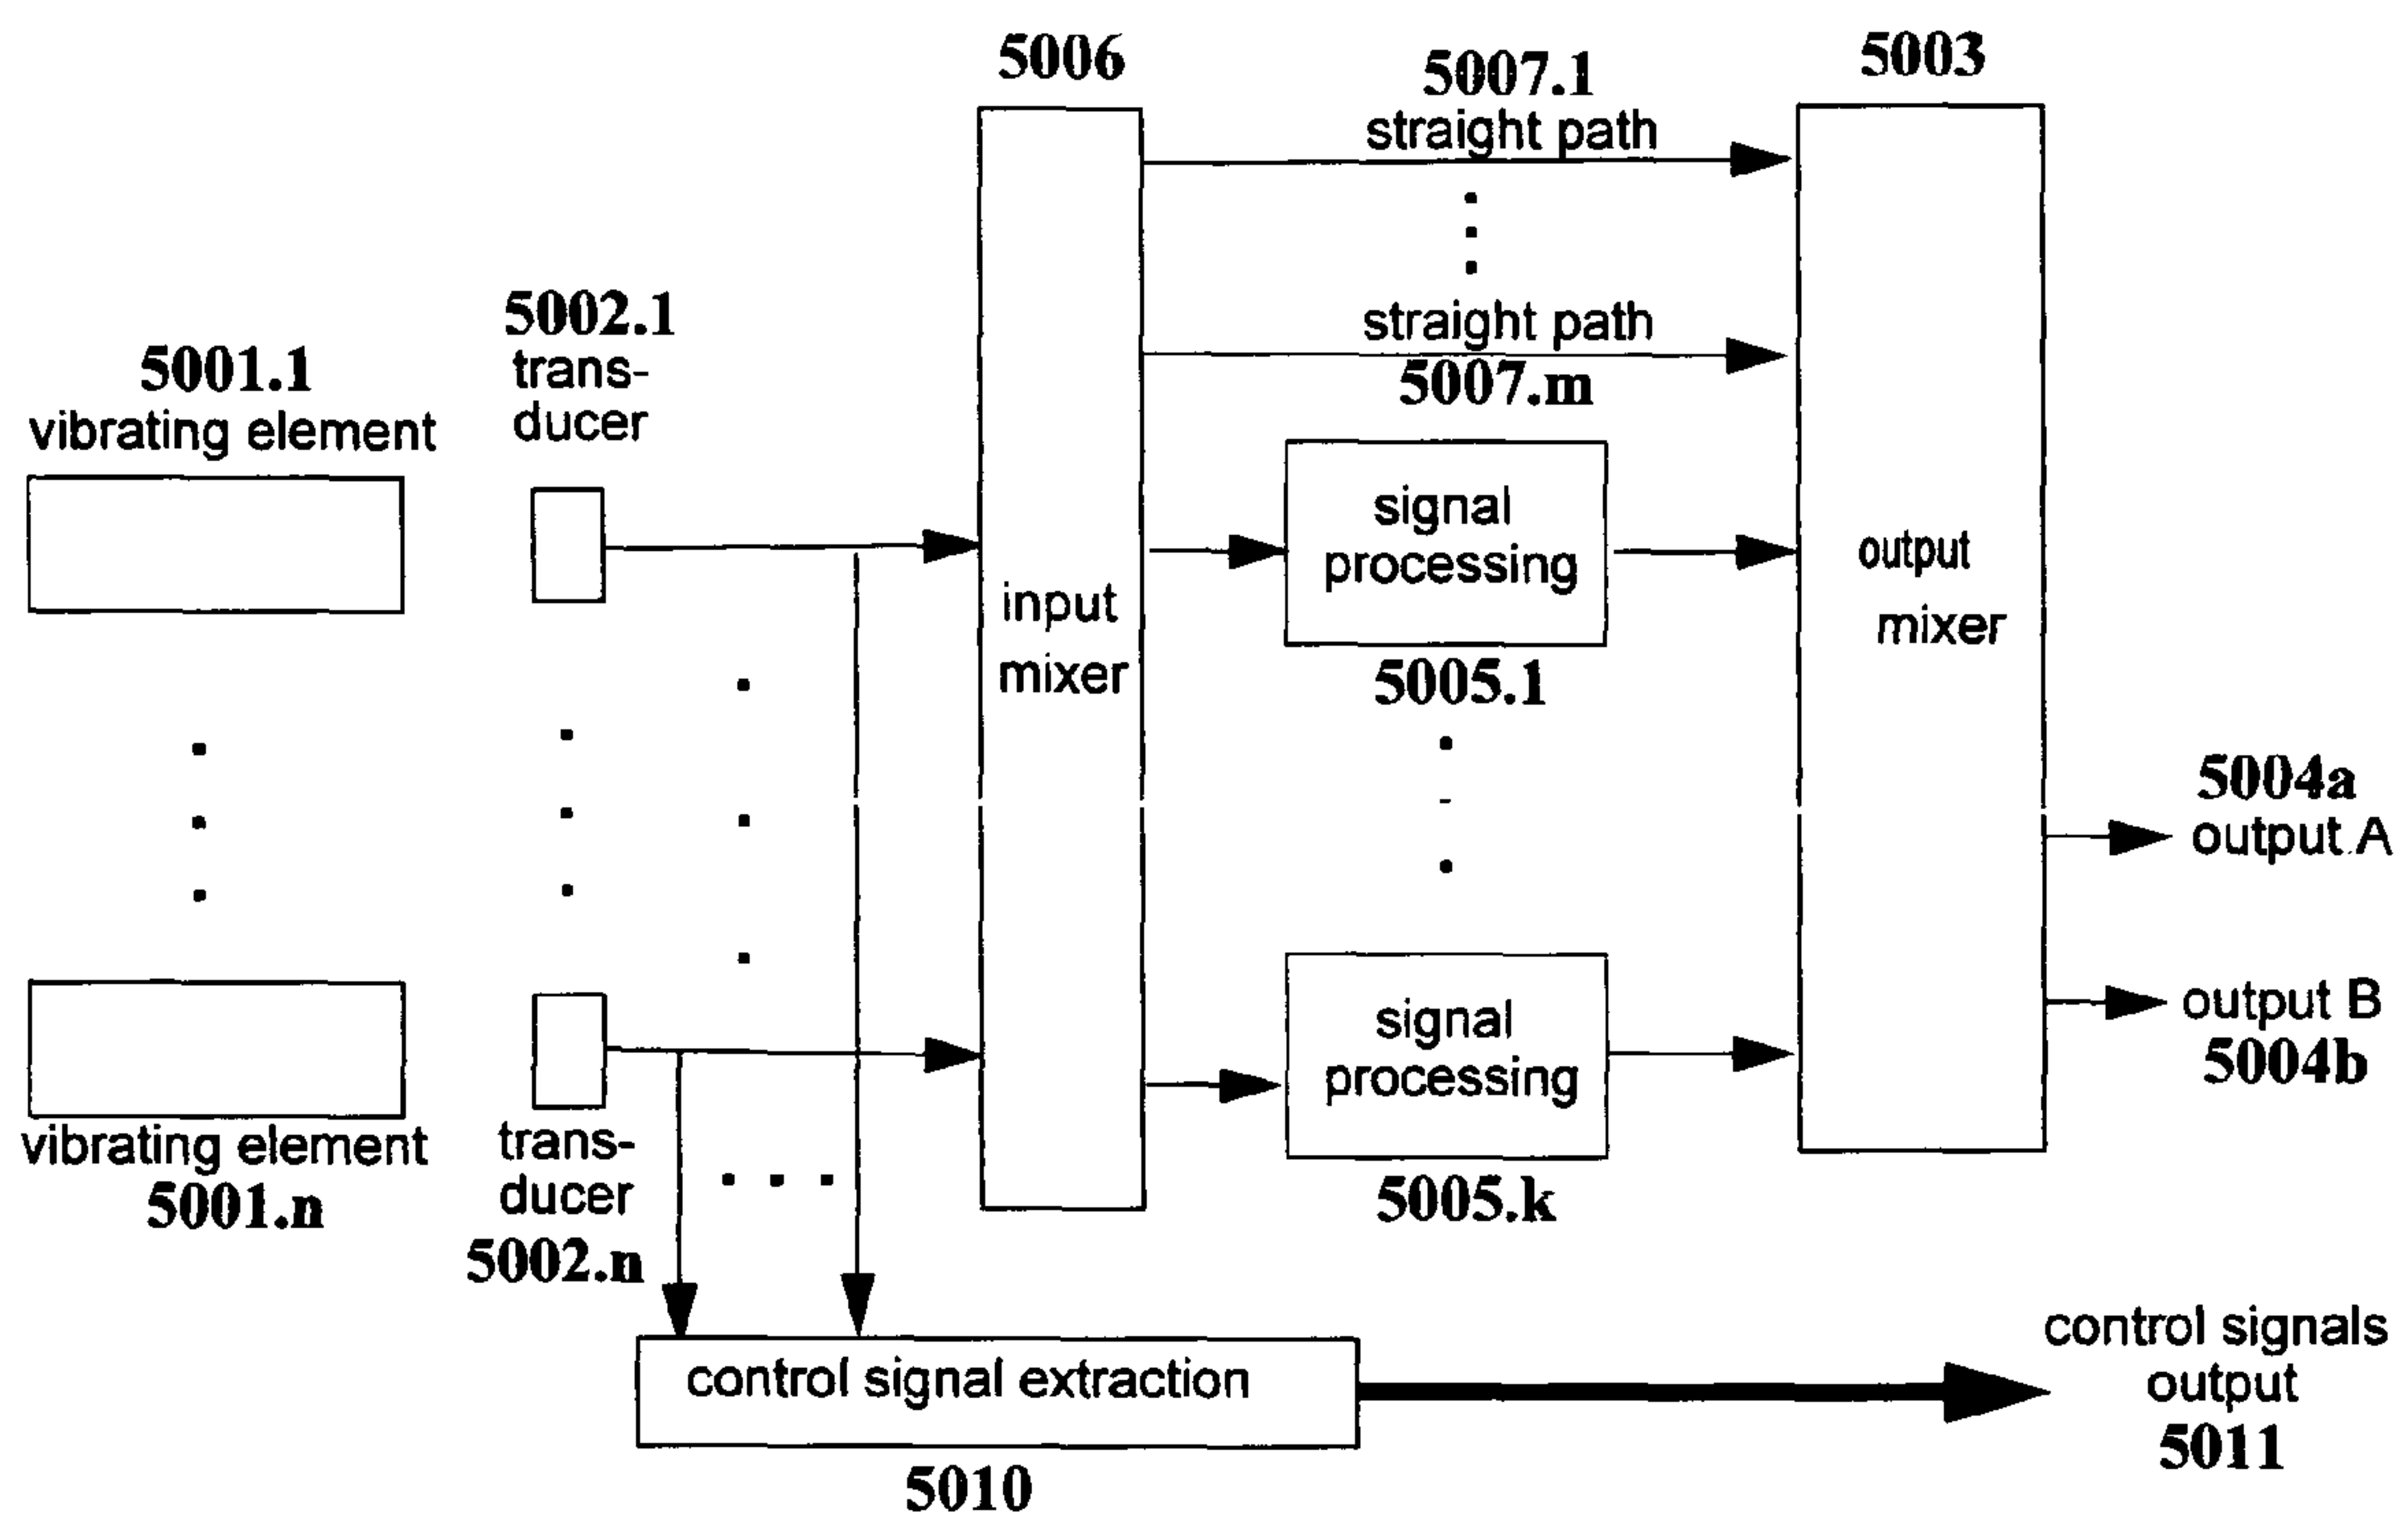 5006
5007.1
straight path
5003
straight path
5007.m
5002.1
trans-
ducer
5001.1
vibrating element
signal
processing
5005.1
input
mixer
output
mixer
5004a
output A
output B
5004b
signal
processing
5005.k
vibrating element
5001.n
trans-
ducer
5002.n
control signal extraction
5010
control signals
output
5011